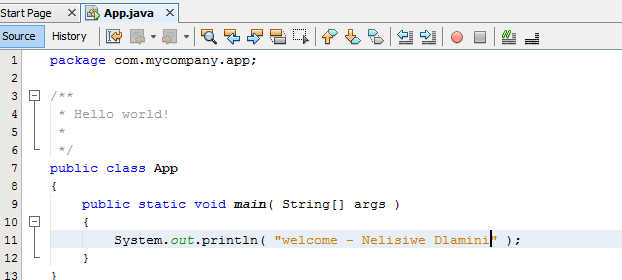 Start Page App.java
Source History
1 package com.mycompany.app;
2
3 /**
4 * Hello world!
5 *
6 */
7 public class App
8 {
9 public static void main( String[] args )
10 {
11 System.out.println( "welcome - Nelisiwe Dlamini" );
12 }
13 }